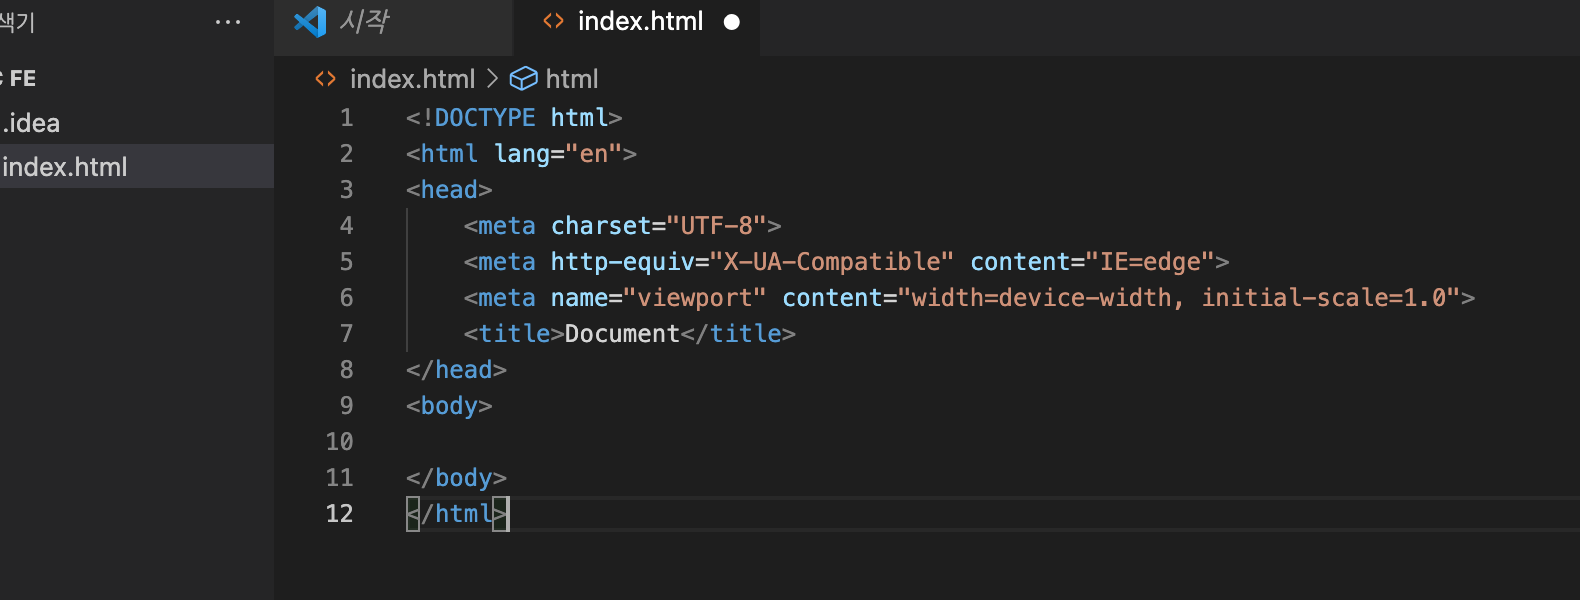 색기 ...
시작
index.html
FE
.idea
index.html
index.html > html
1 <!DOCTYPE html>
2 <html lang="en">
3 <head>
4 <meta charset="UTF-8">
5 <meta http-equiv="X-UA-Compatible" content="IE=edge">
6 <meta name="viewport" content="width=device-width, initial-scale=1.0">
7 <title>Document</title>
8 </head>
9 <body>
10
11 </body>
12 </html>